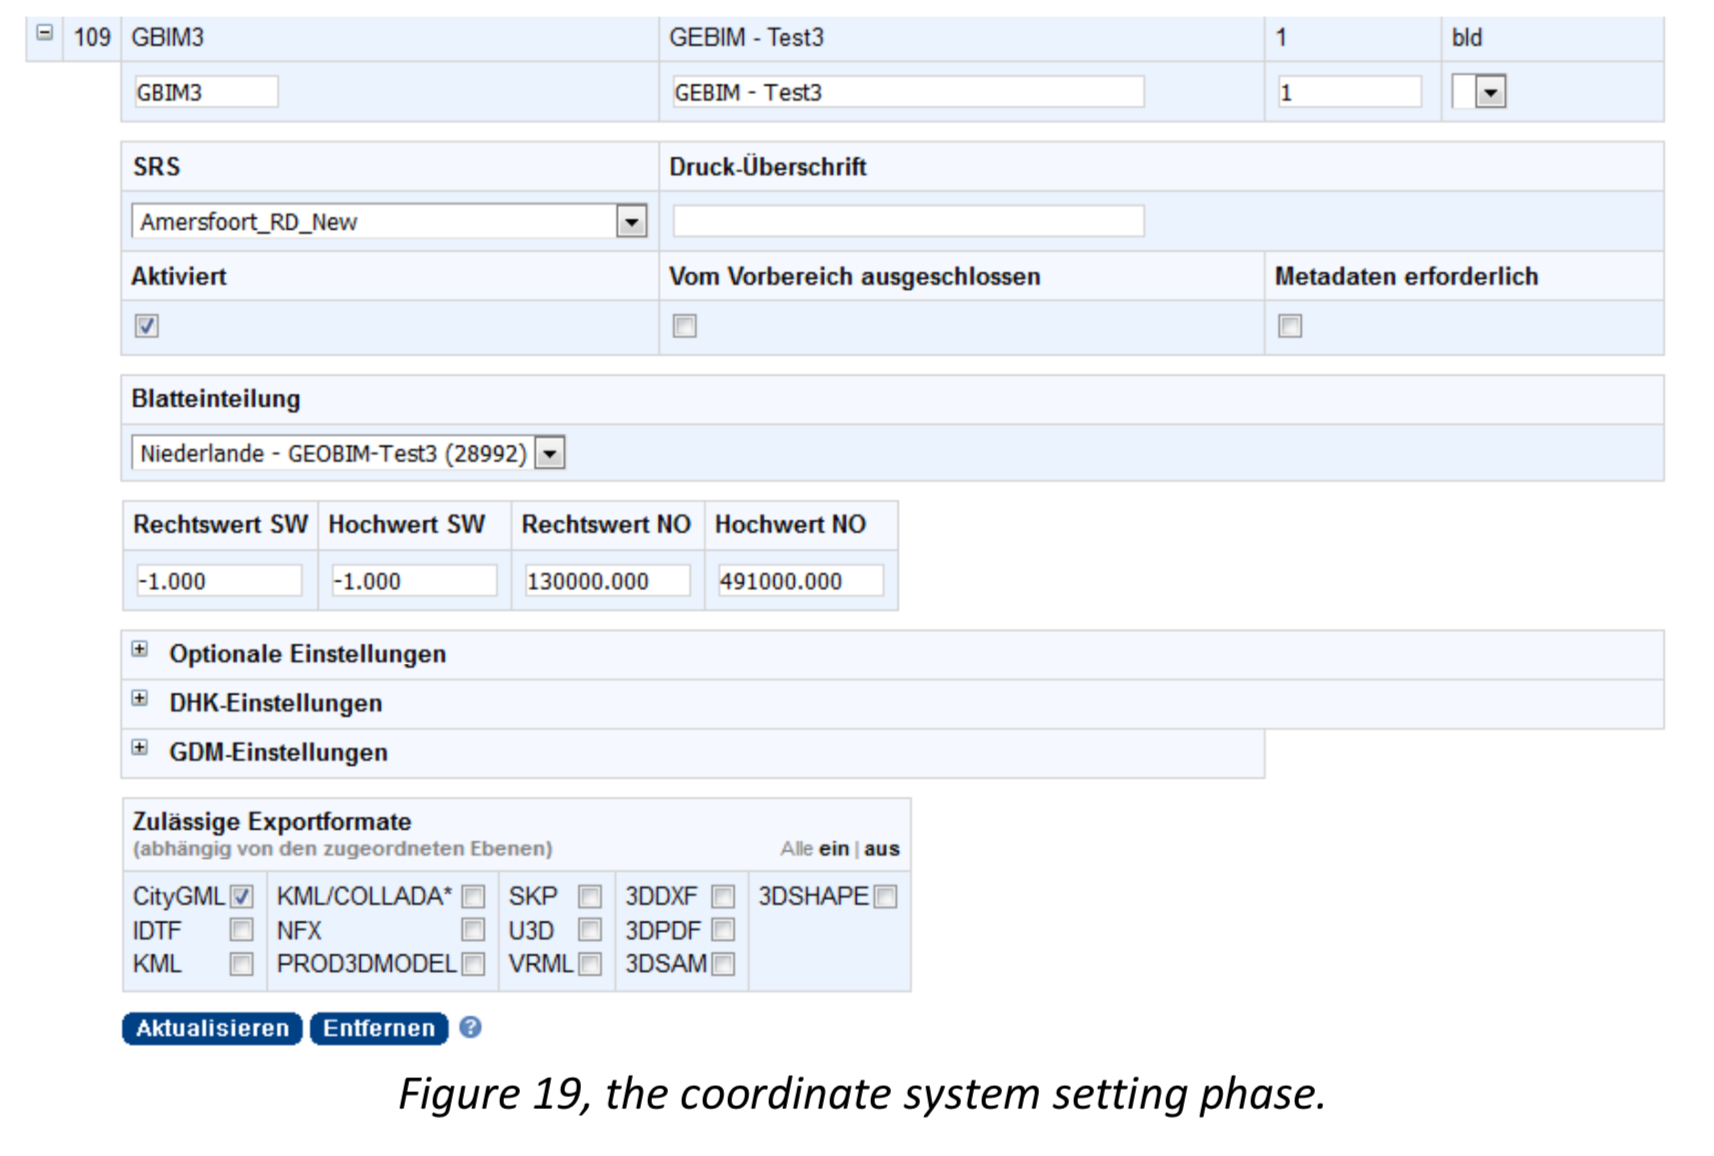 109 GBIM3 GEBIM - Test3 1 bld
GBIM3 GEBIM - Test3 1
SRS Druck-Überschrift
Amersfoort_RD_New
Aktiviert Vom Vorbereich ausgeschlossen Metadaten erforderlich
Blatteinteilung
Niederlande - GEOBIM-Test3 (28992)
Rechtswert SW Hochwert SW Rechtswert NO Hochwert NO
-1.000 -1.000 130000.000 491000.000
Optionale Einstellungen
DHK-Einstellungen
GDM-Einstellungen
Zulässige Exportformate
(abhängig von den zugeordneten Ebenen) Alle ein | aus
CityGML KML/COLLADA* SKP 3DDXF 3DSHAPE
IDTF NFX U3D 3DPDF
KML PROD3DMODEL VRML 3DSAM
Aktualisieren Entfernen ?
Figure 19, the coordinate system setting phase.